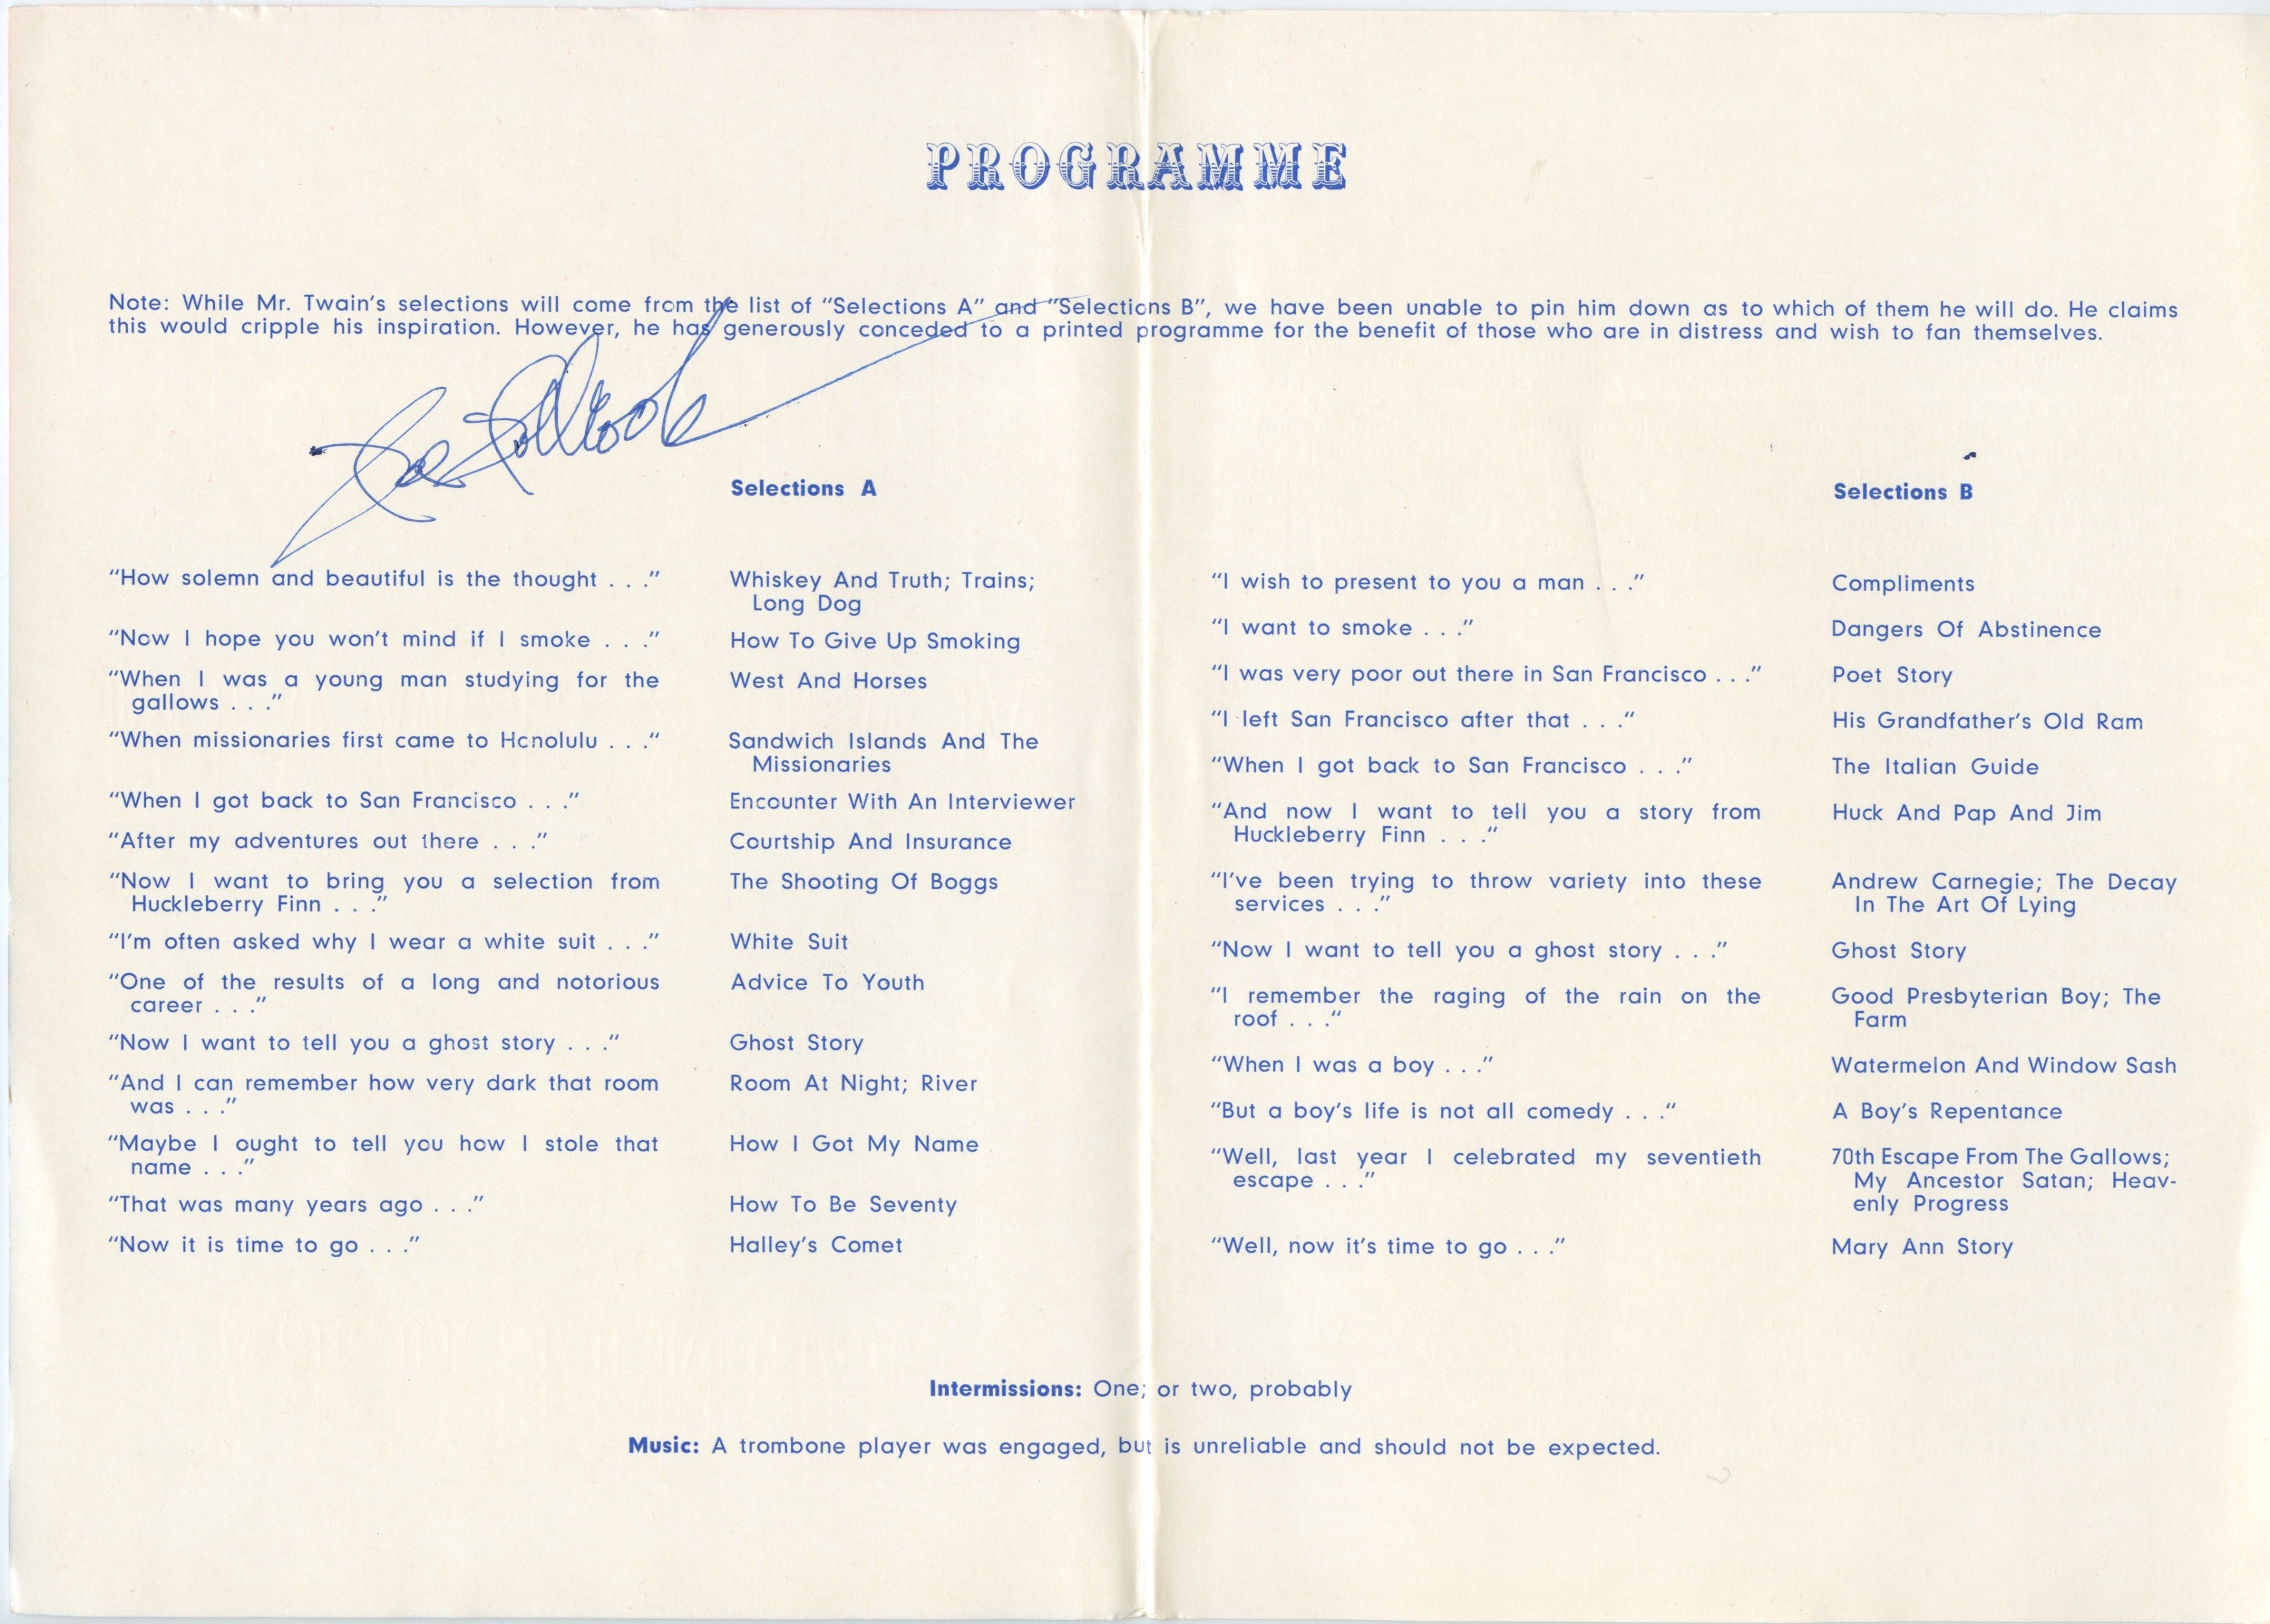 PROGRAMME
Note: While Mr. Twain's selections will come from the list of "Selections A" and "Selections B", we have been unable to pin him down as to which of them he will do. He claims
this would cripple his inspiration. However, he has generously conceded to a printed programme for the benefit of those who are in distress and wish to fan themselves.
Selections A
"How solemn and beautiful is the thought . . ." Whiskey And Truth; Trains;
Long Dog
"Now I hope you won't mind if I smoke . . ." How To Give Up Smoking
"When I was a young man studying for the West And Horses
gallows . . ."
"When missionaries first came to Honolulu . . ." Sandwich Islands And The
Missionaries
"When I got back to San Francisco . . ." Encounter With An Interviewer
"After my adventures out there . . ." Courtship And Insurance
"Now I want to bring you a selection from The Shooting Of Boggs
Huckleberry Finn . . ."
"I'm often asked why I wear a white suit . . ." White Suit
"One of the results of a long and notorious Advice To Youth
career . . ."
"Now I want to tell you a ghost story . . ." Ghost Story
"And I can remember how very dark that room Room At Night; River
was . . ."
"Maybe I ought to tell you how I stole that How I Got My Name
name . . ."
"That was many years ago . . ." How To Be Seventy
"Now it is time to go . . ." Halley's Comet
Selections B
"I wish to present to you a man . . ." Compliments
"I want to smoke . . ." Dangers Of Abstinence
"I was very poor out there in San Francisco . . ." Poet Story
"I left San Francisco after that . . ." His Grandfather's Old Ram
"When I got back to San Francisco . . ." The Italian Guide
"And now I want to tell you a story from Huck And Pap And Jim
Huckleberry Finn . . ."
"I've been trying to throw variety into these Andrew Carnegie; The Decay
services . . ." In The Art Of Lying
"Now I want to tell you a ghost story . . ." Ghost Story
"I remember the raging of the rain on the Good Presbyterian Boy; The
roof . . ." Farm
"When I was a boy . . ." Watermelon And Window Sash
"But a boy's life is not all comedy . . ." A Boy's Repentance
"Well, last year I celebrated my seventieth 70th Escape From The Gallows;
escape . . ." My Ancestor Satan; Heav-
enly Progress
"Well, now it's time to go . . ." Mary Ann Story
Intermissions: One; or two, probably
Music: A trombone player was engaged, but is unreliable and should not be expected.